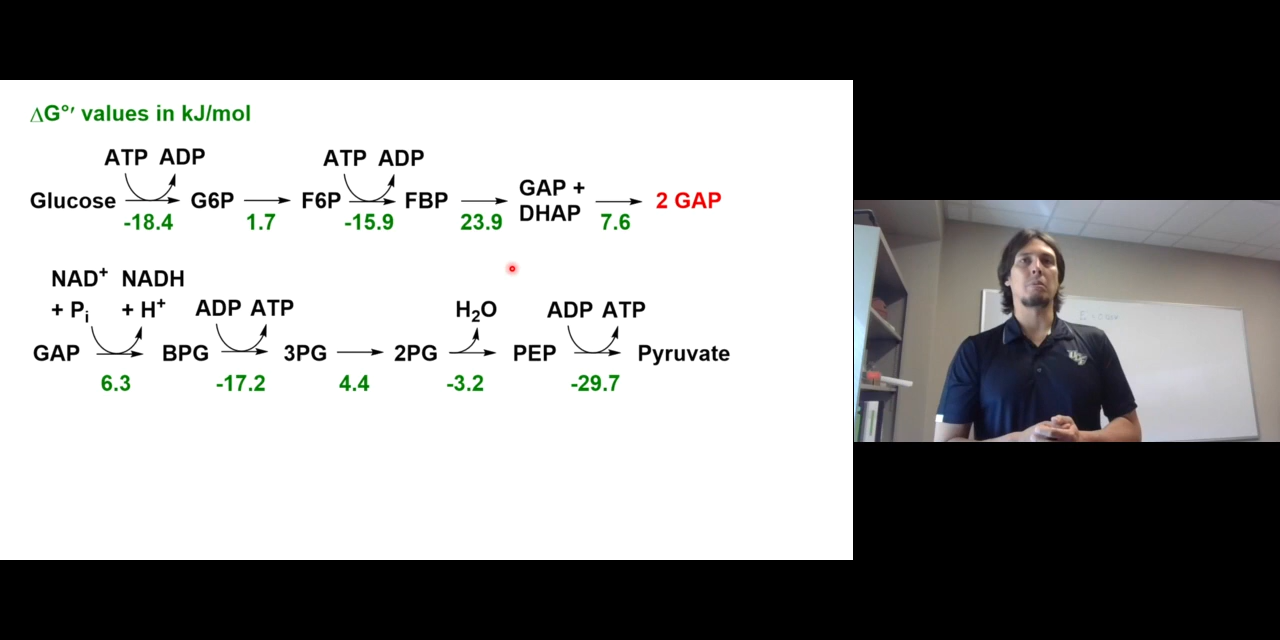 ΔG°′ values in kJ/mol
ATP ADP ATP ADP
Glucose G6P F6P FBP GAP + DHAP 2 GAP
-18.4 1.7 -15.9 23.9 7.6
NAD⁺ NADH
+ Pᵢ + H⁺ ADP ATP H₂O ADP ATP
GAP BPG 3PG 2PG PEP Pyruvate
6.3 -17.2 4.4 -3.2 -29.7